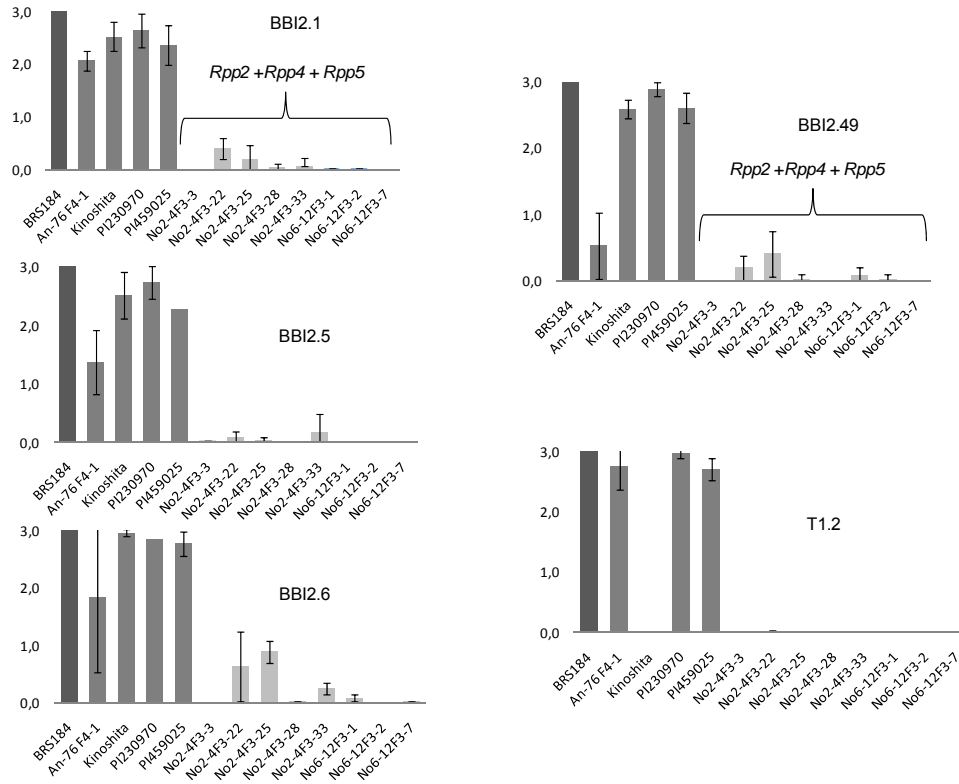 BBI2.1
Rpp2 +Rpp4 + Rpp5
3,0
2,0
1,0
0,0
BRS184
An-76 F4-1
Kinoshita
PI230970
PI459025
No2-4F3-3
No2-4F3-22
No2-4F3-25
No2-4F3-28
No2-4F3-33
No6-12F3-1
No6-12F3-2
No6-12F3-7
BBI2.5
3,0
2,0
1,0
0,0
BRS184
An-76 F4-1
Kinoshita
PI230970
PI459025
No2-4F3-3
No2-4F3-22
No2-4F3-25
No2-4F3-28
No2-4F3-33
No6-12F3-1
No6-12F3-2
No6-12F3-7
BBI2.6
3,0
2,0
1,0
0,0
BRS184
An-76 F4-1
Kinoshita
PI230970
PI459025
No2-4F3-3
No2-4F3-22
No2-4F3-25
No2-4F3-28
No2-4F3-33
No6-12F3-1
No6-12F3-2
No6-12F3-7
BBI2.49
Rpp2 +Rpp4 + Rpp5
3,0
2,0
1,0
0,0
BRS184
An-76 F4-1
Kinoshita
PI230970
PI459025
No2-4F3-3
No2-4F3-22
No2-4F3-25
No2-4F3-28
No2-4F3-33
No6-12F3-1
No6-12F3-2
No6-12F3-7
T1.2
3,0
2,0
1,0
0,0
BRS184
An-76 F4-1
Kinoshita
PI230970
PI459025
No2-4F3-3
No2-4F3-22
No2-4F3-25
No2-4F3-28
No2-4F3-33
No6-12F3-1
No6-12F3-2
No6-12F3-7